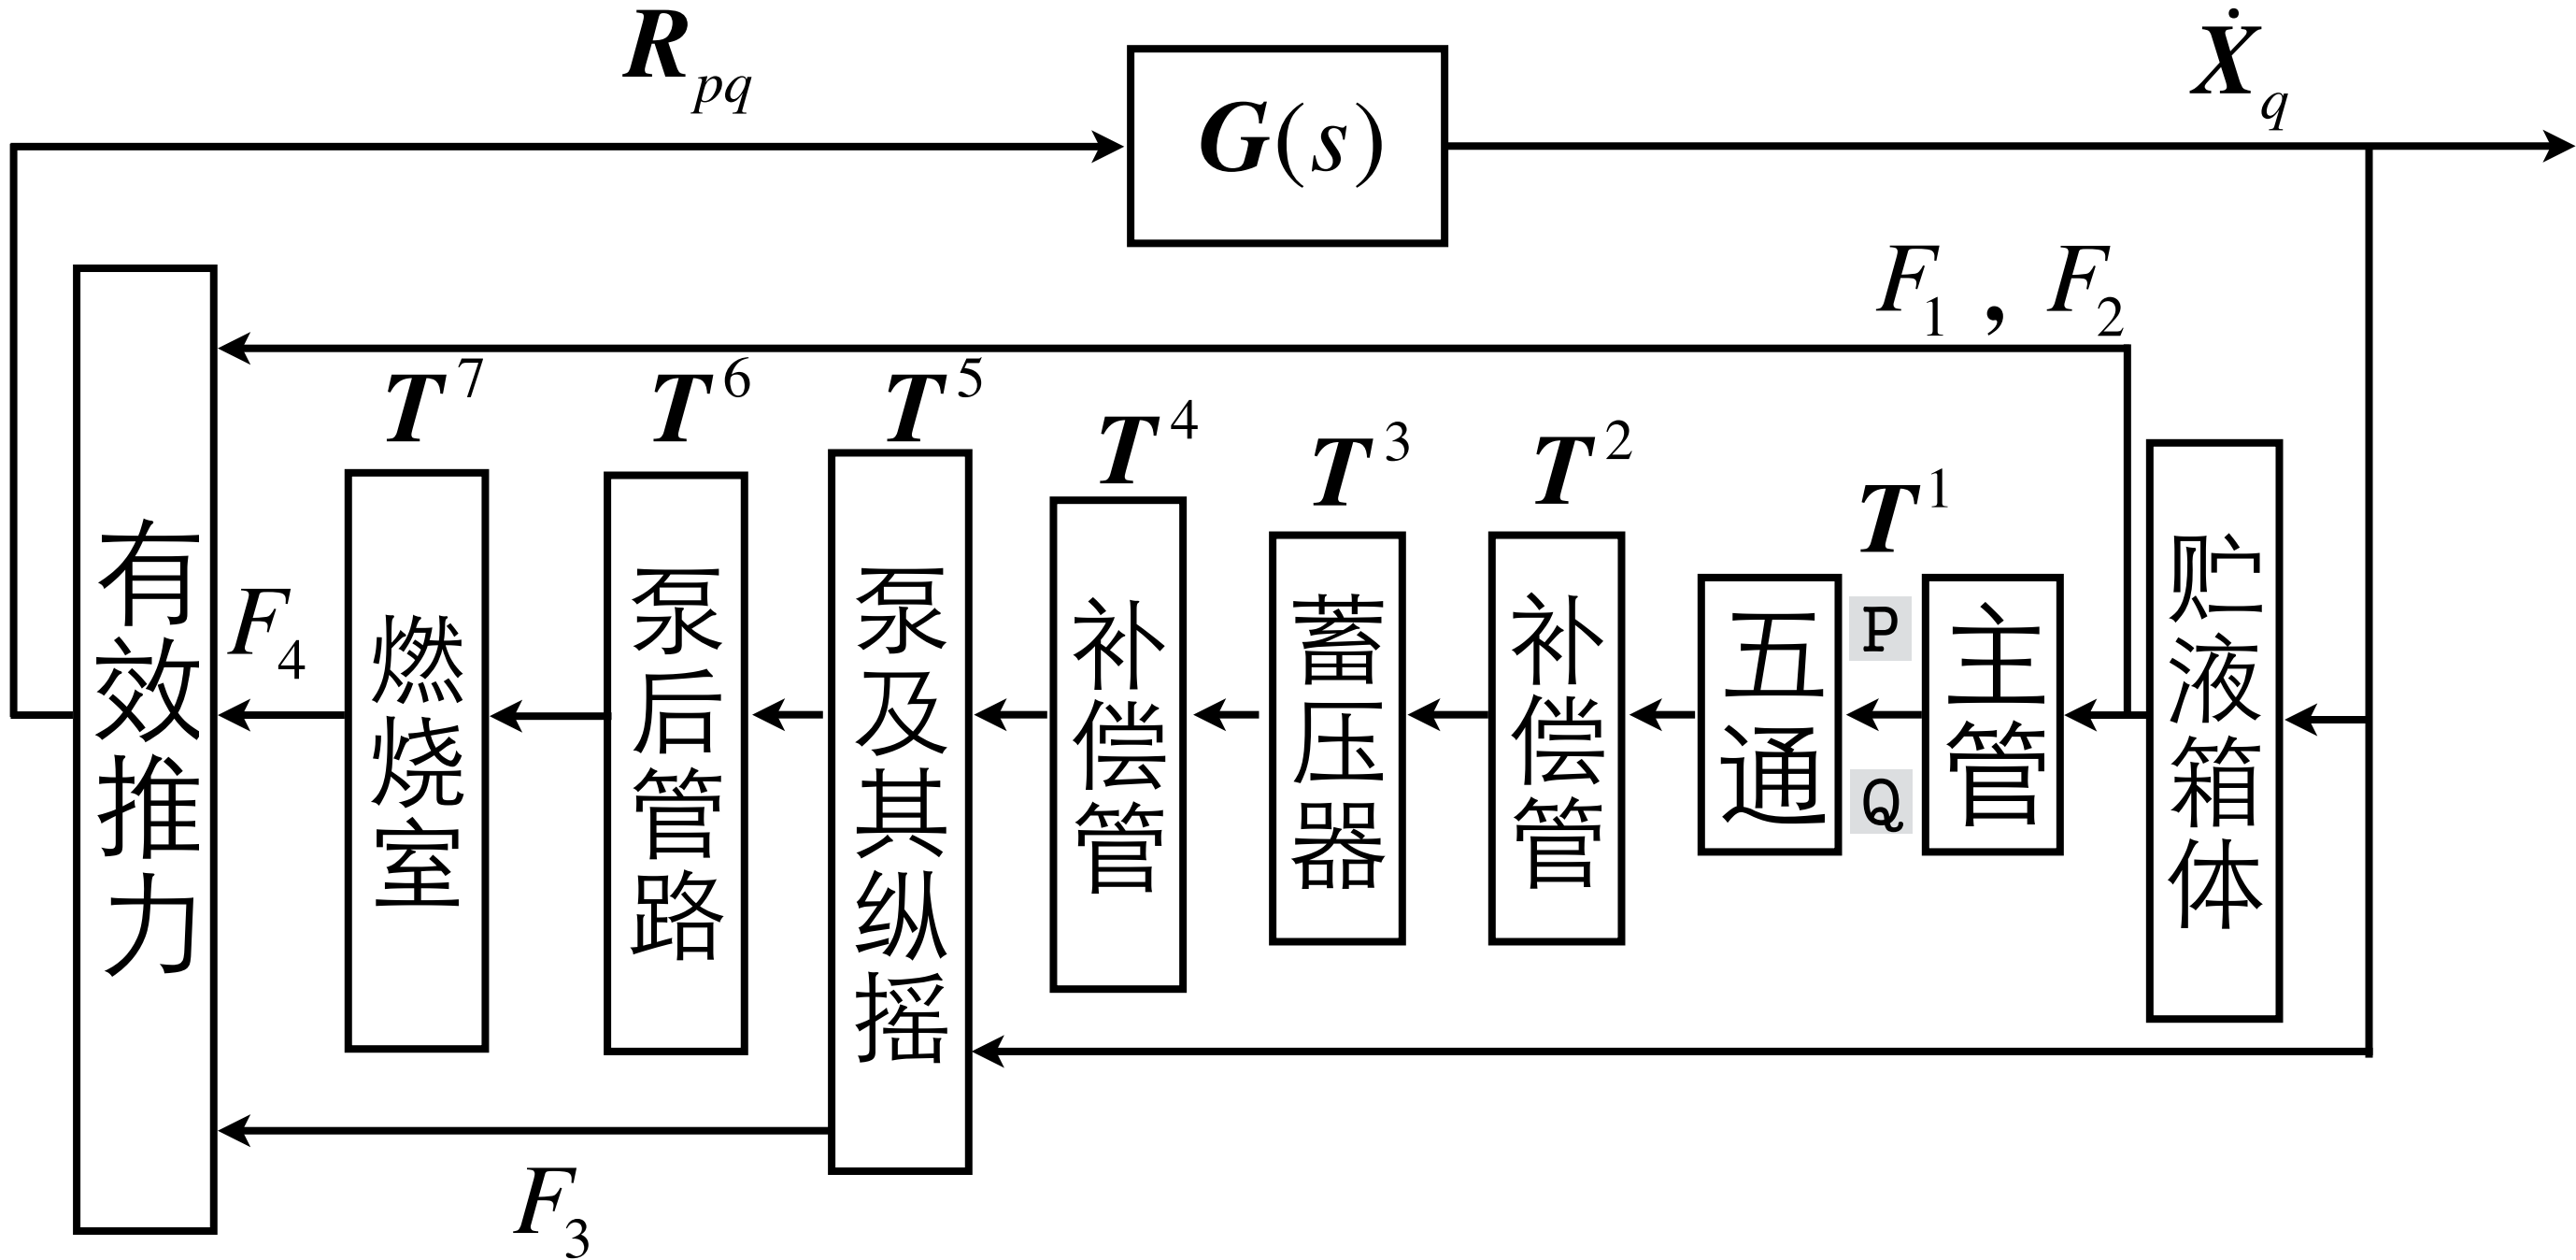 R_pq
G(s)
Ẋ_q
F_1 , F_2
T^7
T^6
T^5
T^4
T^3
T^2
T^1
有效推力
F_4
燃烧室
泵后管路
泵及其纵摇
补偿管
蓄压器
补偿管
五通
P
Q
主管
贮液箱体
F_3